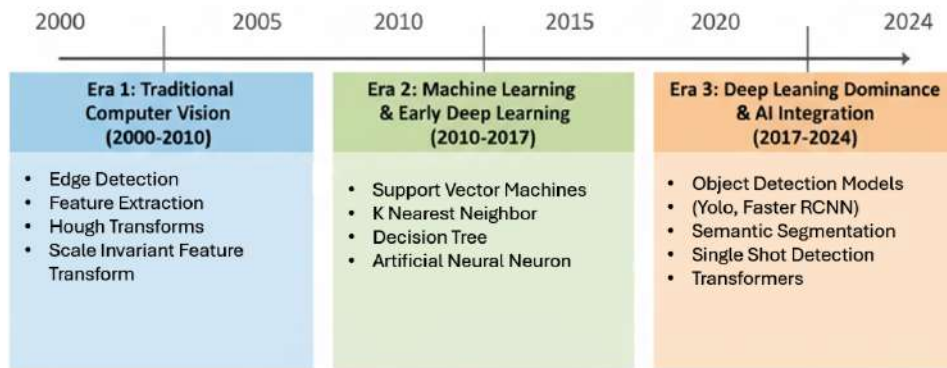 2000 2005 2010 2015 2020 2024
Era 1: Traditional
Computer Vision
(2000-2010)
• Edge Detection
• Feature Extraction
• Hough Transforms
• Scale Invariant Feature
Transform
Era 2: Machine Learning
& Early Deep Learning
(2010-2017)
• Support Vector Machines
• K Nearest Neighbor
• Decision Tree
• Artificial Neural Neuron
Era 3: Deep Leaning Dominance
& AI Integration
(2017-2024)
• Object Detection Models
• (Yolo, Faster RCNN)
• Semantic Segmentation
• Single Shot Detection
• Transformers